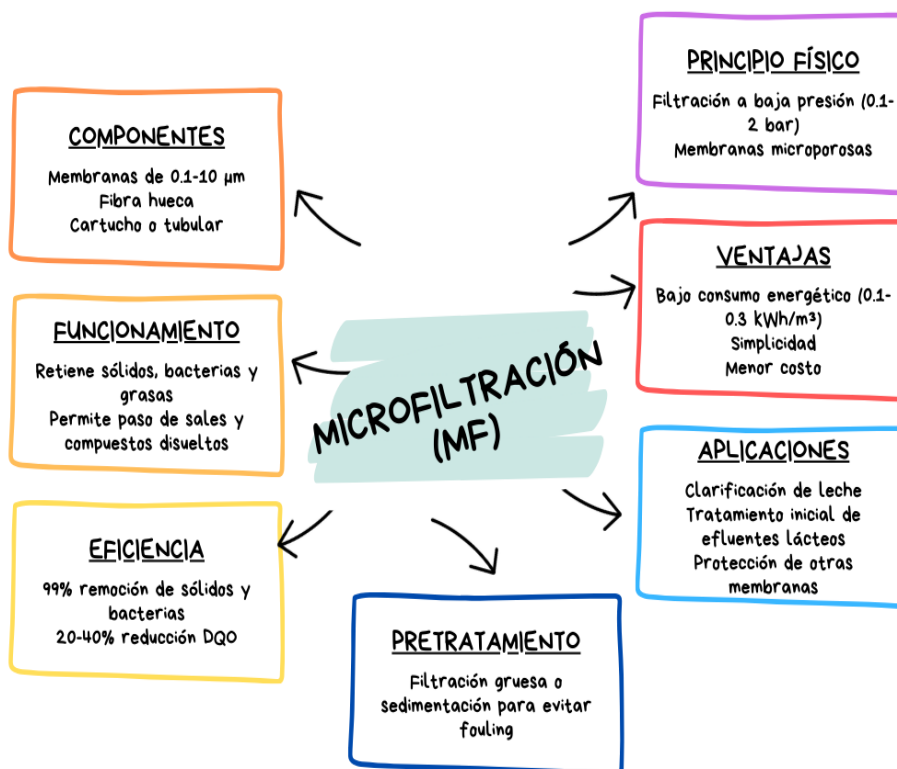 PRINCIPIO FÍSICO
Filtración a baja presión (0.1-
2 bar)
Membranas microporosas
COMPONENTES
Membranas de 0.1-10 µm
Fibra hueca
Cartucho o tubular
VENTAJAS
Bajo consumo energético (0.1-
0.3 kWh/m³)
Simplicidad
Menor costo
FUNCIONAMIENTO
Retiene sólidos, bacterias y
grasas
Permite paso de sales y
compuestos disueltos
MICROFILTRACIÓN
(MF)
APLICACIONES
Clarificación de leche
Tratamiento inicial de
efluentes lácteos
Protección de otras
membranas
EFICIENCIA
99% remoción de sólidos y
bacterias
20-40% reducción DQO
PRETRATAMIENTO
Filtración gruesa o
sedimentación para evitar
fouling